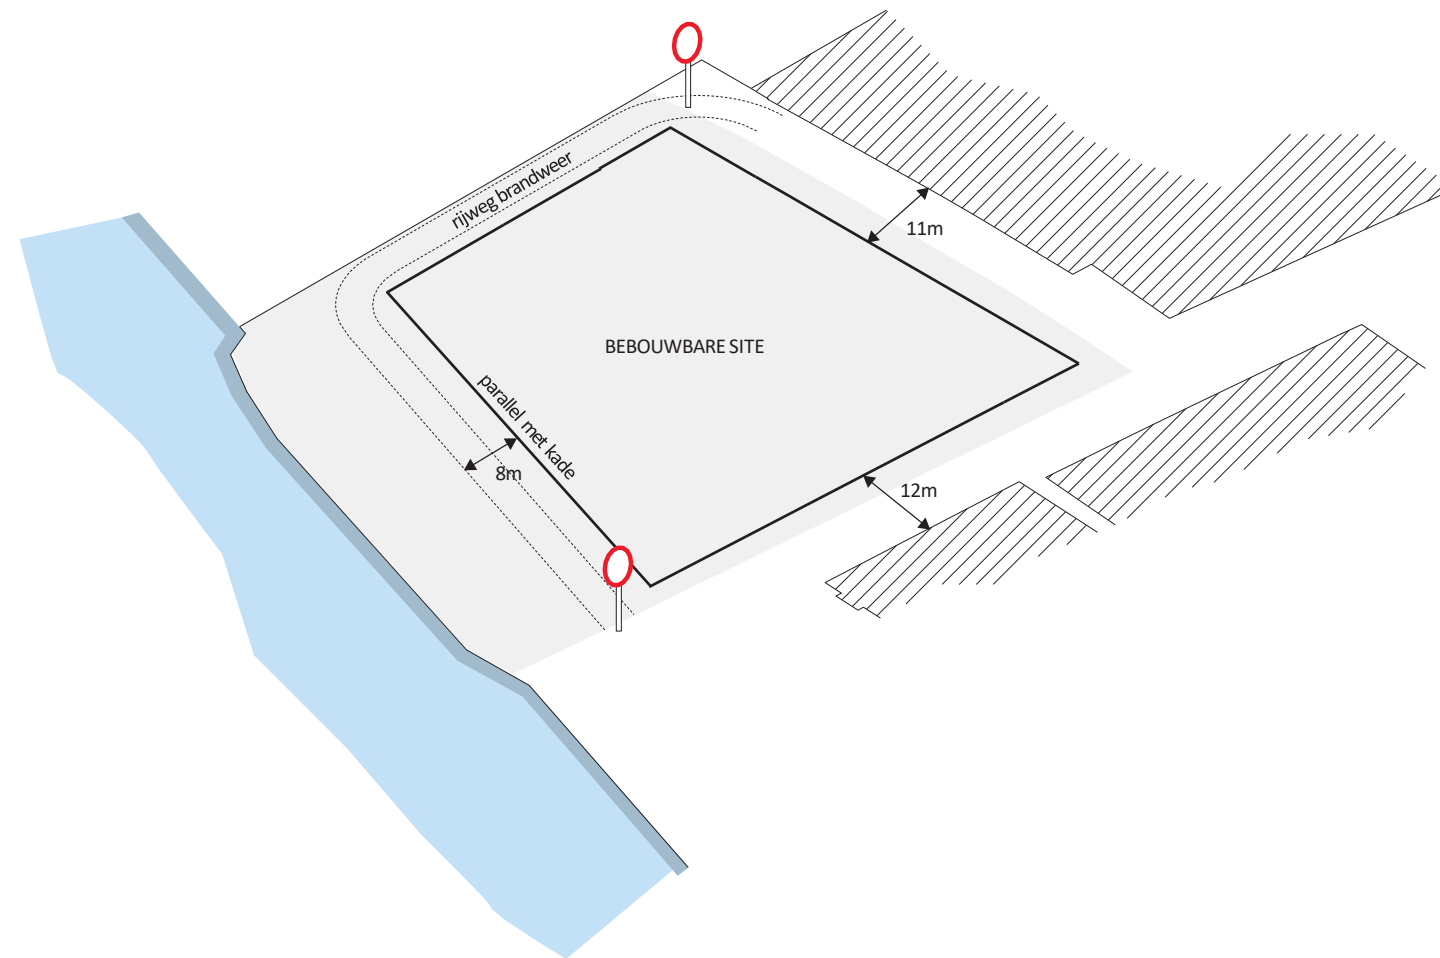 rijweg brandweer
11m
BEBOUWBARE SITE
parallel met kade
8m
12m